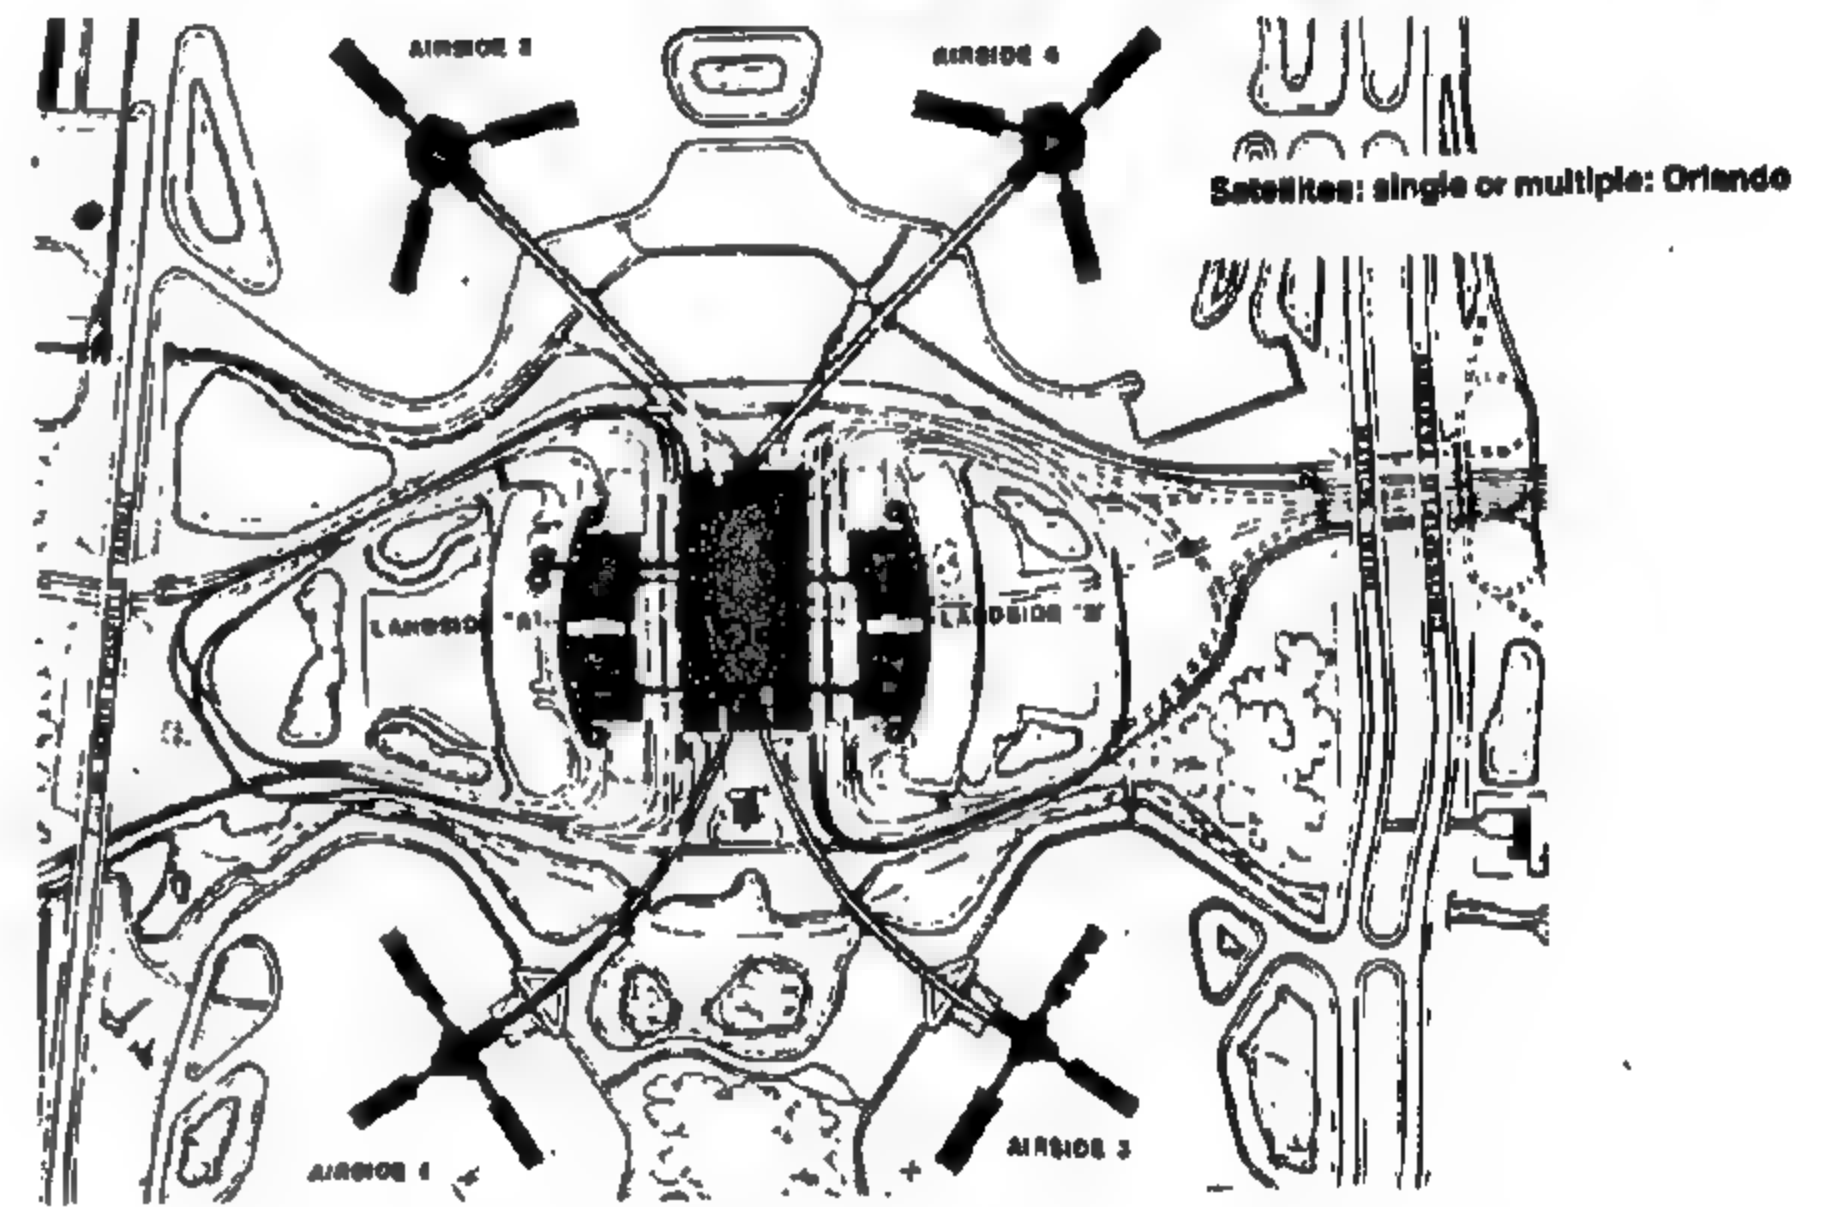 AIRSIDE 2
AIRSIDE 4
Satellites: single or multiple: Orlando
LANDSIDE "A"
LANDSIDE "B"
AIRSIDE 1
AIRSIDE 3